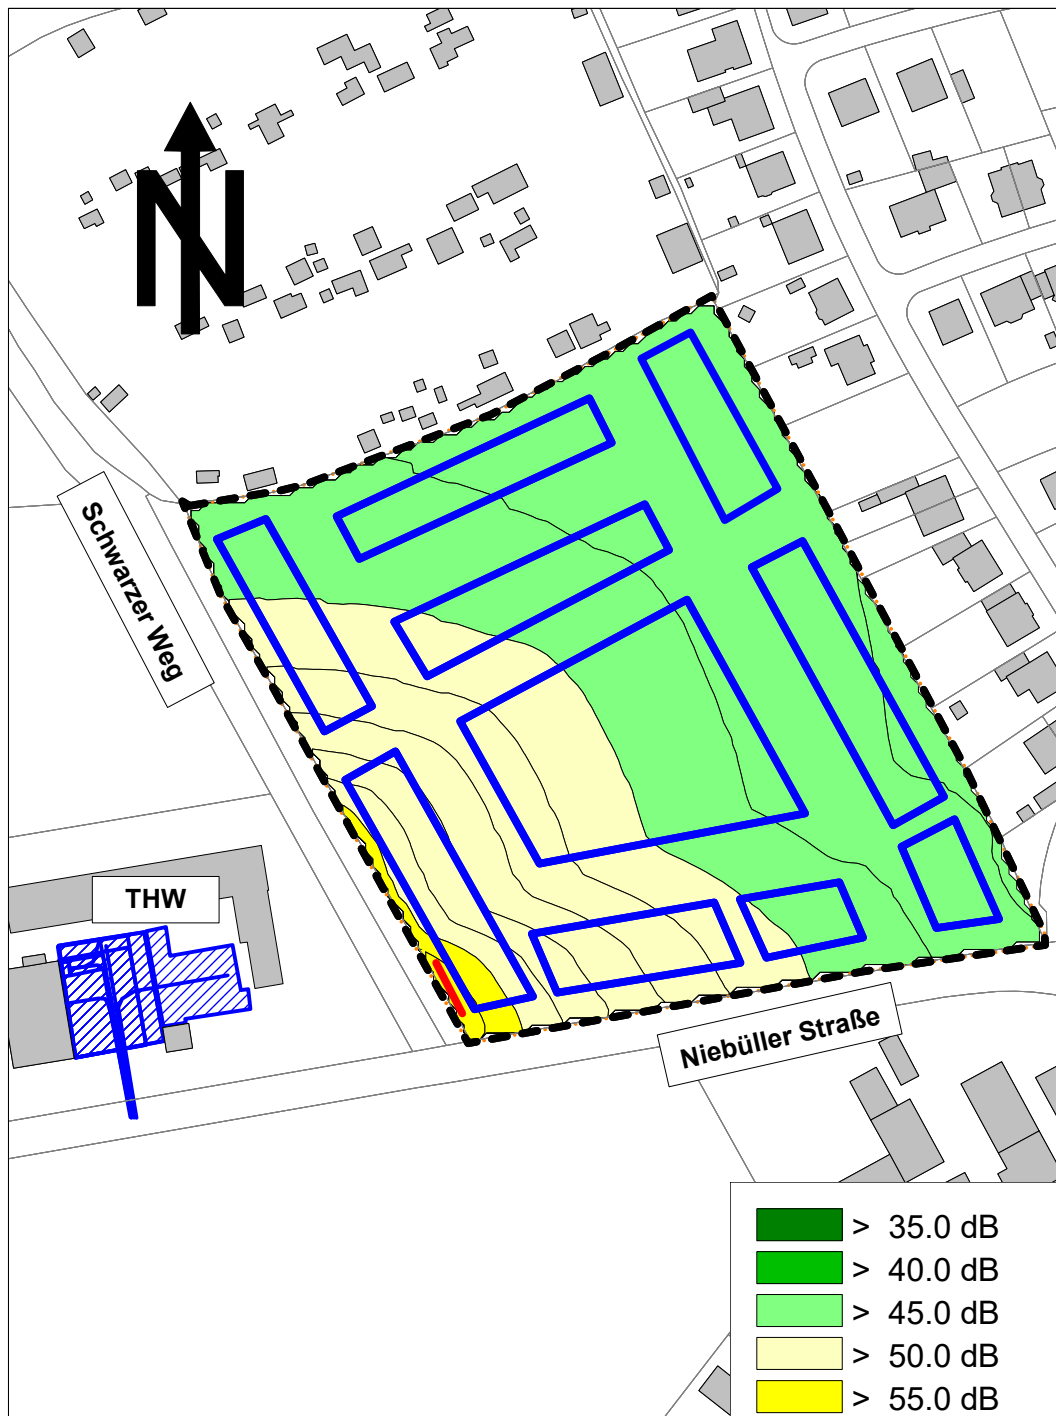 N
Schwarzer Weg
THW
Niebüller Straße
> 35.0 dB
> 40.0 dB
> 45.0 dB
> 50.0 dB
> 55.0 dB